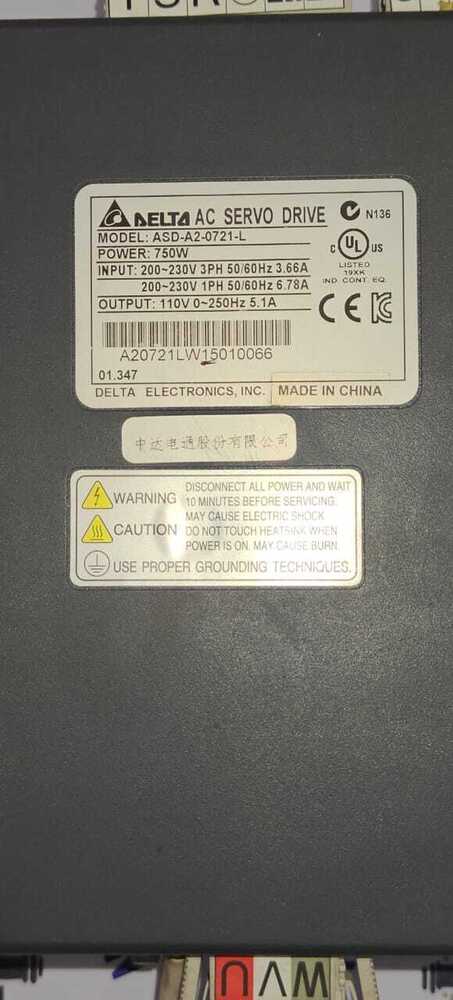 DELTA AC SERVO DRIVE N136
MODEL: ASD-A2-0721-L
POWER: 750W
INPUT: 200~230V 3PH 50/60Hz 3.66A
200~230V 1PH 50/60Hz 6.78A
OUTPUT: 110V 0~250Hz 5.1A
C UL US
LISTED
19XK
IND. CONT. EQ.
CE
A20721LW15010066
01.347
DELTA ELECTRONICS, INC. MADE IN CHINA
中达电通股份有限公司
WARNING DISCONNECT ALL POWER AND WAIT
10 MINUTES BEFORE SERVICING.
MAY CAUSE ELECTRIC SHOCK
CAUTION DO NOT TOUCH HEATSINK WHEN
POWER IS ON. MAY CAUSE BURN.
USE PROPER GROUNDING TECHNIQUES.
U V W